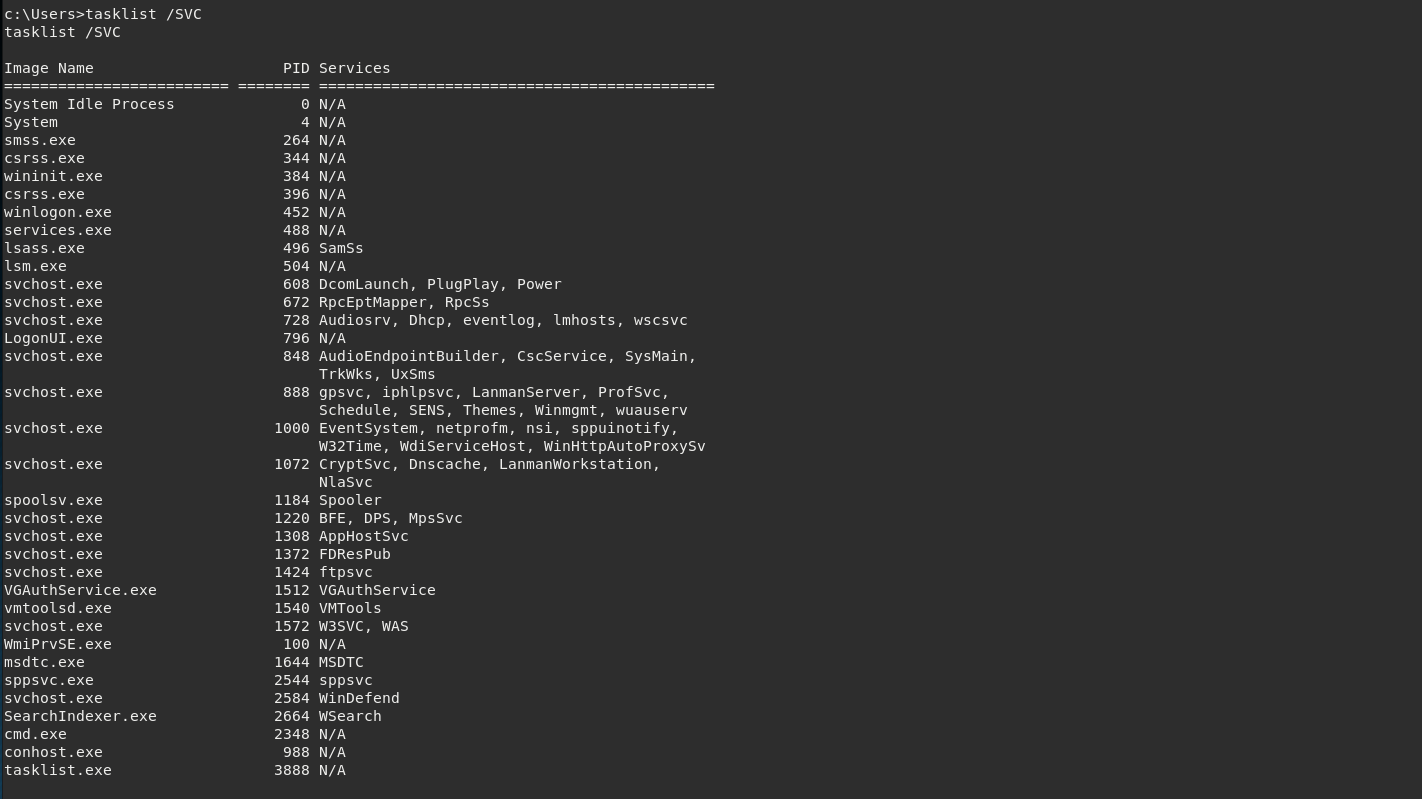 c:\Users>tasklist /SVC
tasklist /SVC
Image Name                     PID Services
========================= ======== ============================================
System Idle Process              0 N/A
System                           4 N/A
smss.exe                       264 N/A
csrss.exe                      344 N/A
wininit.exe                    384 N/A
csrss.exe                      396 N/A
winlogon.exe                   452 N/A
services.exe                   488 N/A
lsass.exe                      496 SamSs
lsm.exe                        504 N/A
svchost.exe                    608 DcomLaunch, PlugPlay, Power
svchost.exe                    672 RpcEptMapper, RpcSs
svchost.exe                    728 Audiosrv, Dhcp, eventlog, lmhosts, wscsvc
LogonUI.exe                    796 N/A
svchost.exe                    848 AudioEndpointBuilder, CscService, SysMain,
                                   TrkWks, UxSms
svchost.exe                    888 gpsvc, iphlpsvc, LanmanServer, ProfSvc,
                                   Schedule, SENS, Themes, Winmgmt, wuauserv
svchost.exe                   1000 EventSystem, netprofm, nsi, sppuinotify,
                                   W32Time, WdiServiceHost, WinHttpAutoProxySv
svchost.exe                   1072 CryptSvc, Dnscache, LanmanWorkstation,
                                   NlaSvc
spoolsv.exe                   1184 Spooler
svchost.exe                   1220 BFE, DPS, MpsSvc
svchost.exe                   1308 AppHostSvc
svchost.exe                   1372 FDResPub
svchost.exe                   1424 ftpsvc
VGAuthService.exe             1512 VGAuthService
vmtoolsd.exe                  1540 VMTools
svchost.exe                   1572 W3SVC, WAS
WmiPrvSE.exe                   100 N/A
msdtc.exe                     1644 MSDTC
sppsvc.exe                    2544 sppsvc
svchost.exe                   2584 WinDefend
SearchIndexer.exe             2664 WSearch
cmd.exe                       2348 N/A
conhost.exe                    988 N/A
tasklist.exe                  3888 N/A